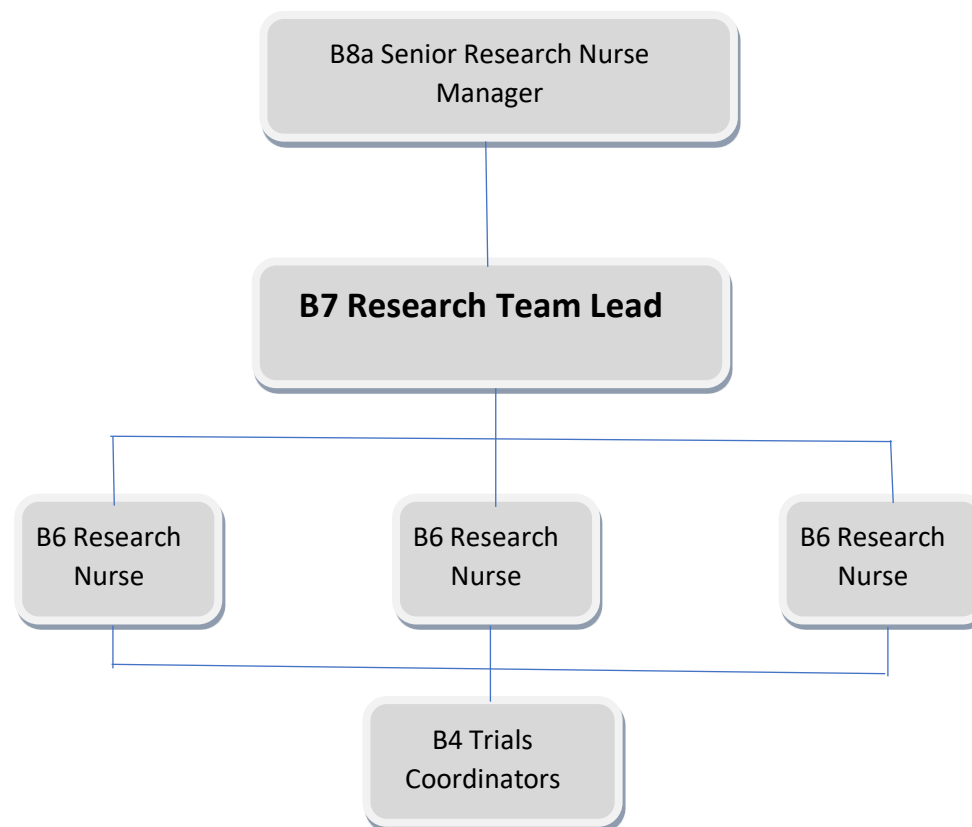 B8a Senior Research Nurse
Manager
B7 Research Team Lead
B6 Research
Nurse
B6 Research
Nurse
B6 Research
Nurse
B4 Trials
Coordinators